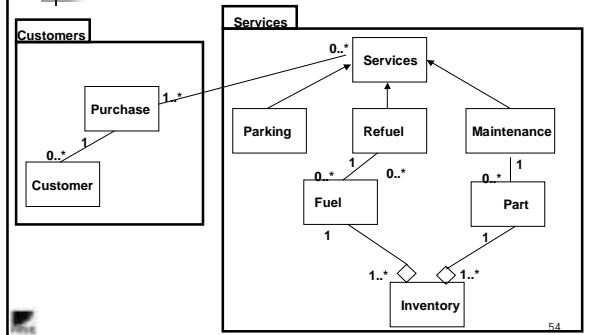 Customers
Services
0..*
Services
1..*
Purchase
Parking
Refuel
Maintenance
1
1
1
0..*
0..*
0..*
0..*
Customer
Fuel
Part
1
1
1..*
1..*
Inventory
54